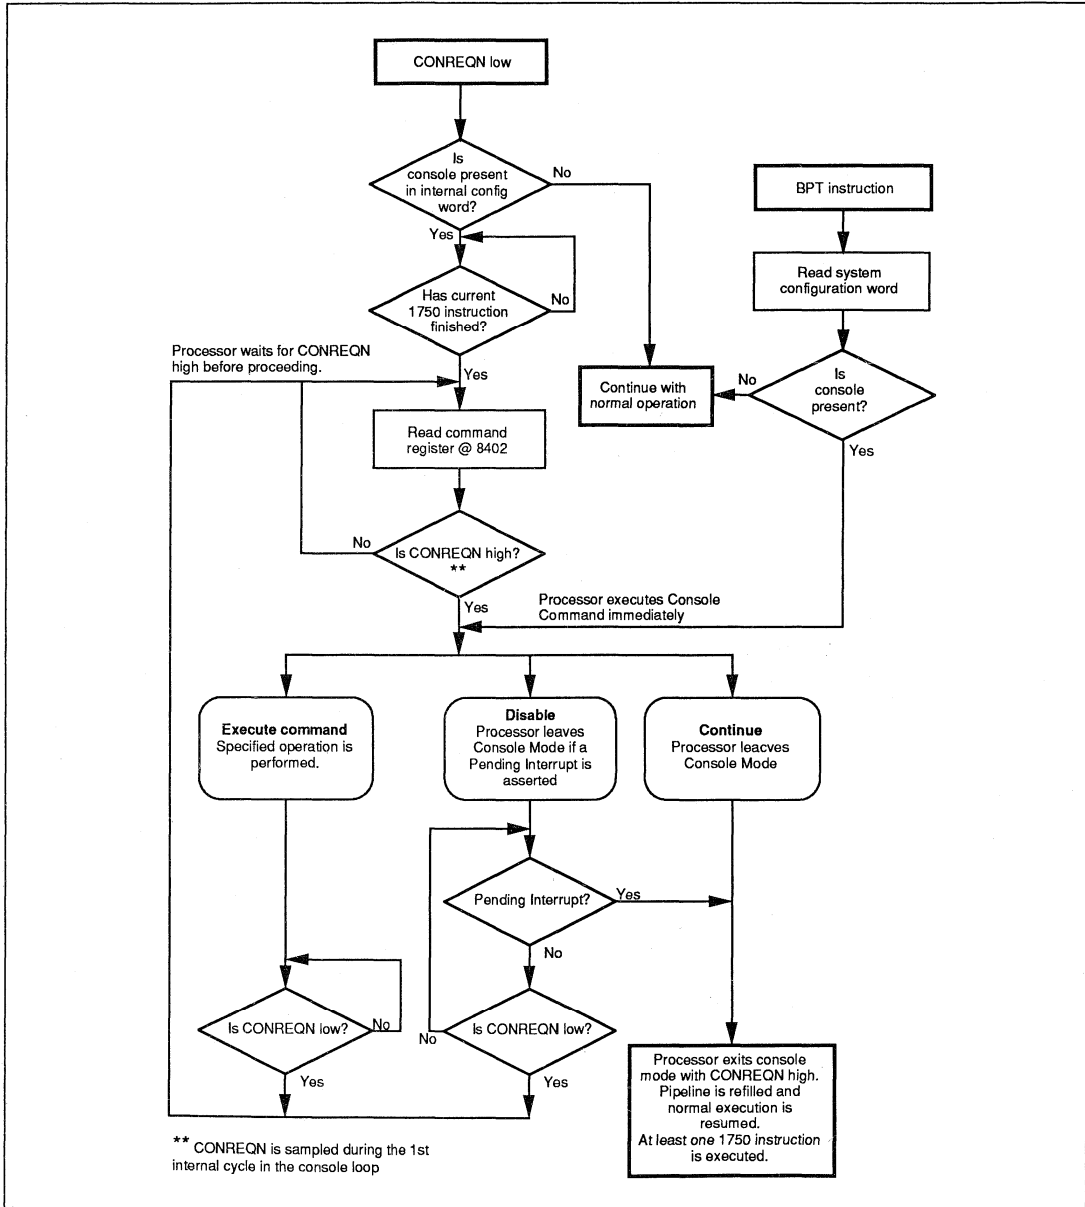 CONREQN low
Is
console present
in internal config
word?
No
Yes
BPT instruction
Read system
configuration word
Has current
1750 instruction
finished?
No
Yes
Processor waits for CONREQN
high before proceeding.
Is
console
present?
No
Yes
Continue with
normal operation
Read command
register @ 8402
Is CONREQN high?
**
No
Yes
Processor executes Console
Command immediately
Execute command
Specified operation is
performed.
Disable
Processor leaves
Console Mode if a
Pending Interrupt is
asserted
Continue
Processor leacves
Console Mode
Pending Interrupt?
Yes
No
Is CONREQN low?
No
Yes
Is CONREQN low?
No
Yes
Processor exits console
mode with CONREQN high.
Pipeline is refilled and
normal execution is
resumed.
At least one 1750 instruction
is executed.
** CONREQN is sampled during the 1st
internal cycle in the console loop